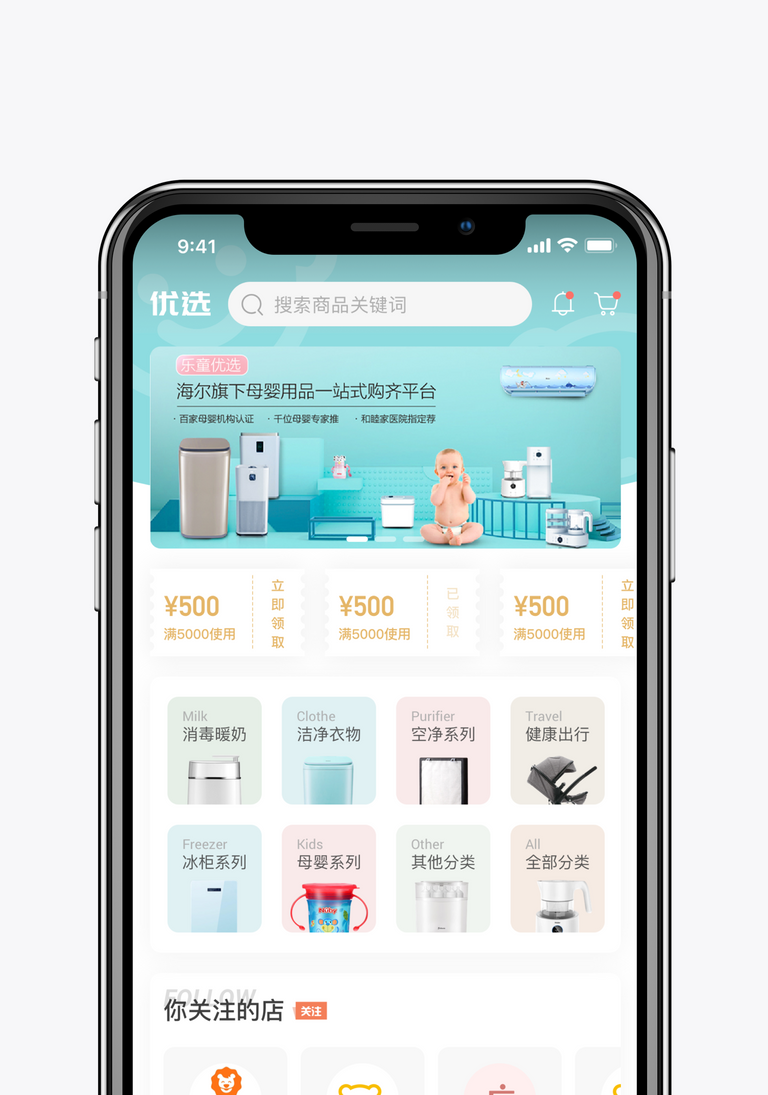 9:41
优选
搜索商品关键词
乐童优选
海尔旗下母婴用品一站式购齐平台
· 百家母婴机构认证 · 千位母婴专家推 · 和睦家医院指定荐
¥500
满5000使用
立即领取
¥500
满5000使用
已领取
¥500
满5000使用
立即领取
Milk
消毒暖奶
Clothe
洁净衣物
Purifier
空净系列
Travel
健康出行
Freezer
冰柜系列
Kids
母婴系列
Other
其他分类
All
全部分类
Nuby
FOLLOW
你关注的店
关注